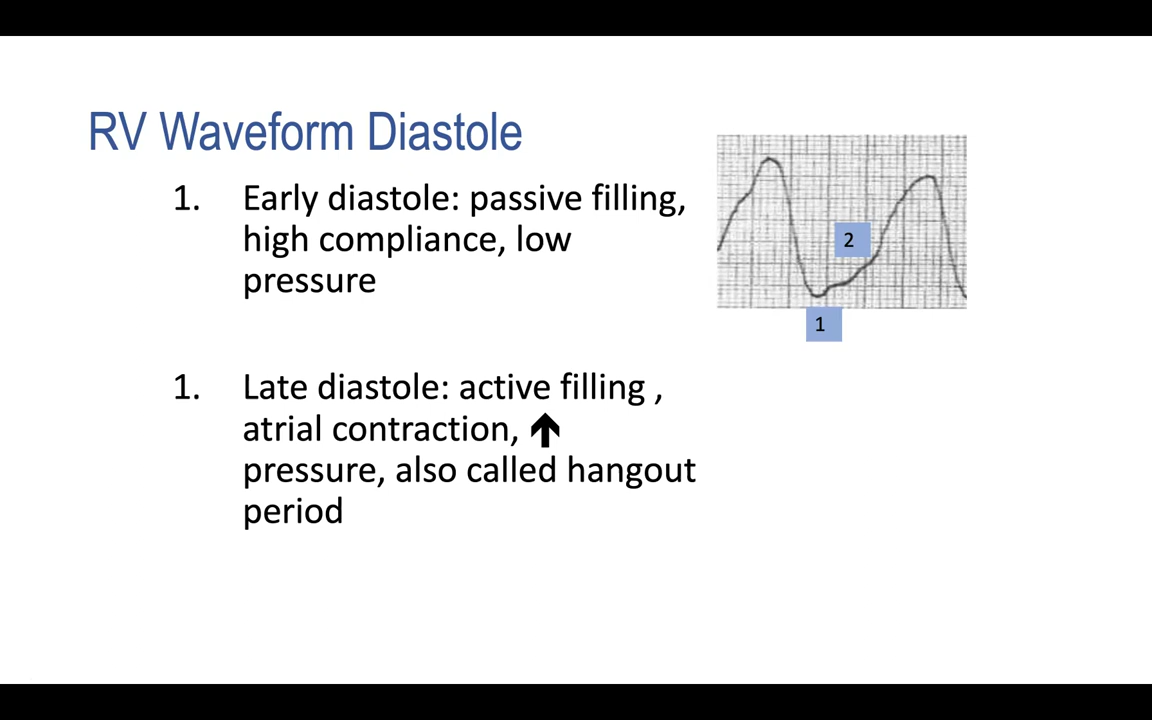 RV Waveform Diastole
1. Early diastole: passive filling,
high compliance, low
pressure
1. Late diastole: active filling ,
atrial contraction, ↑
pressure, also called hangout
period
2
1